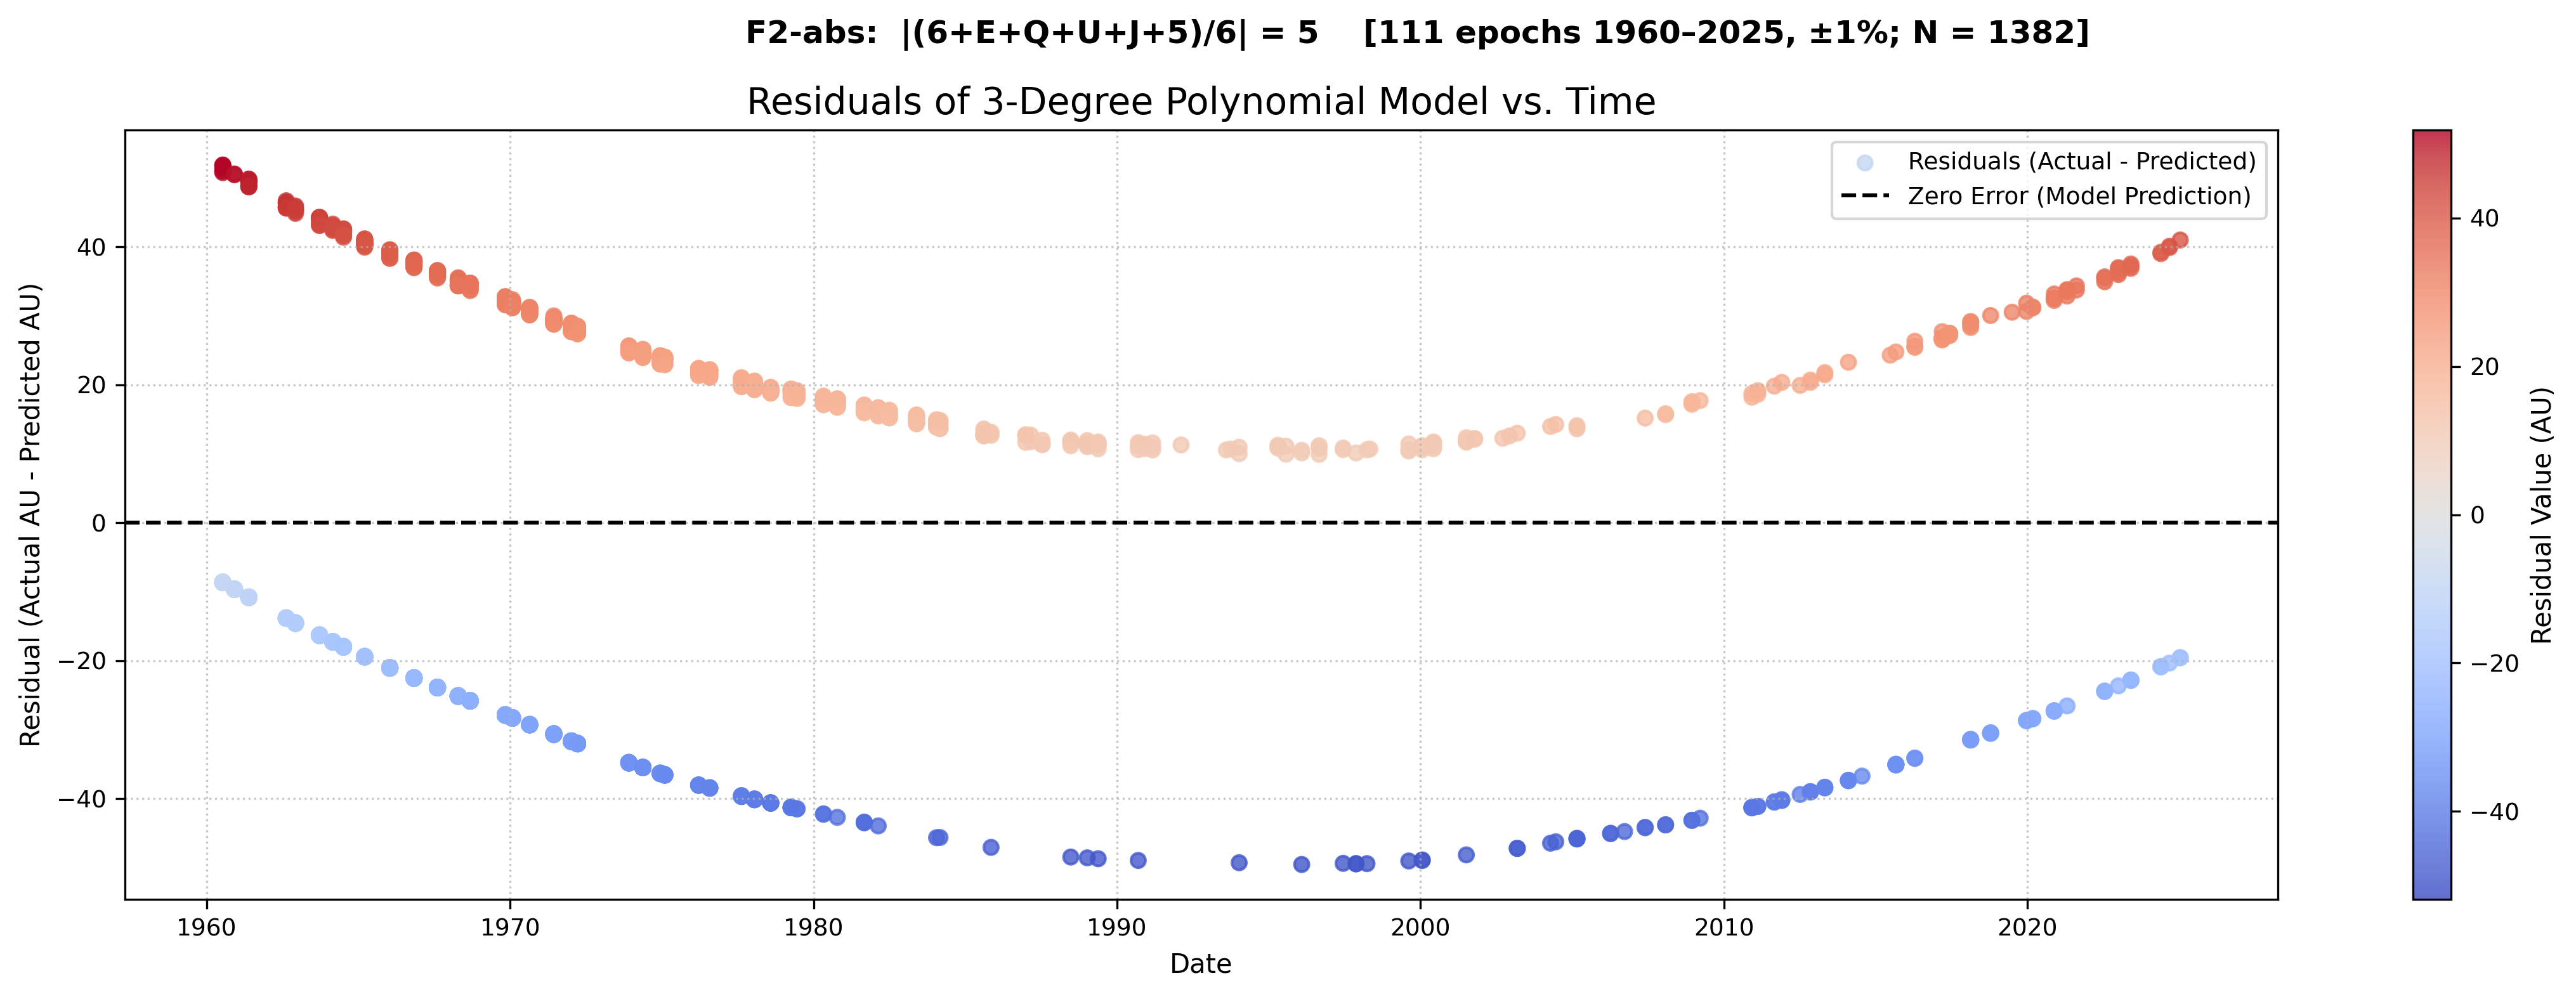 F2-abs:  |(6+E+Q+U+J+5)/6| = 5    [111 epochs 1960–2025, ±1%; N = 1382]
Residuals of 3-Degree Polynomial Model vs. Time
Residuals (Actual - Predicted)
Zero Error (Model Prediction)
Residual (Actual AU - Predicted AU)
40
20
0
−20
−40
1960
1970
1980
1990
2000
2010
2020
Date
40
20
0
−20
−40
Residual Value (AU)